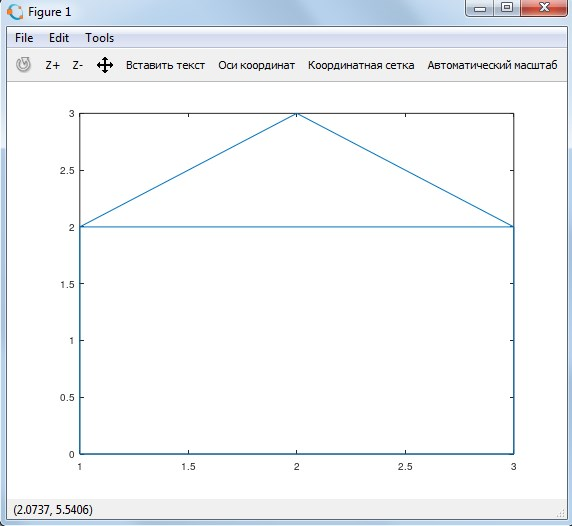 Figure 1
File Edit Tools
Z+ Z- Вставить текст Оси координат Координатная сетка Автоматический масштаб
3
2.5
2
1.5
1
0.5
0
1 1.5 2 2.5 3
(2.0737, 5.5406)